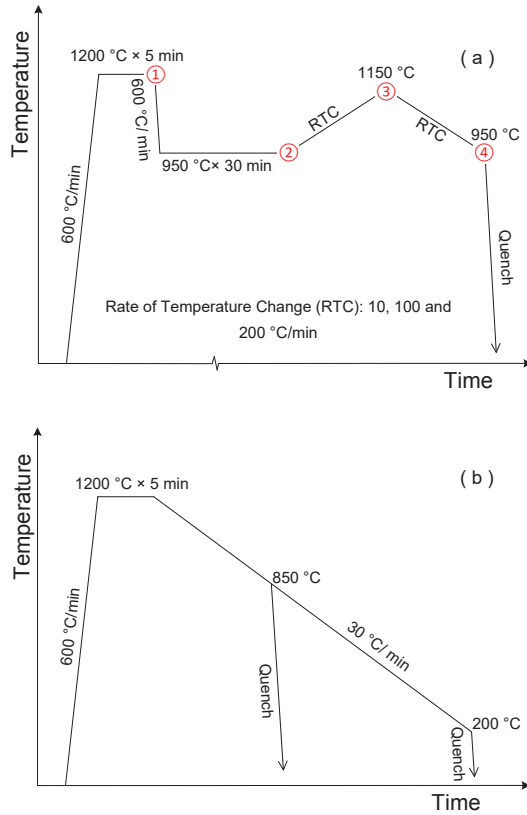 ( a )
1200 °C × 5 min
①
600 °C/ min
Temperature
600 °C/min
950 °C× 30 min
②
RTC
1150 °C
③
RTC
950 °C
④
Quench
Rate of Temperature Change (RTC): 10, 100 and
200 °C/min
Time
( b )
1200 °C × 5 min
Temperature
600 °C/min
850 °C
Quench
30 °C/ min
200 °C
Quench
Time